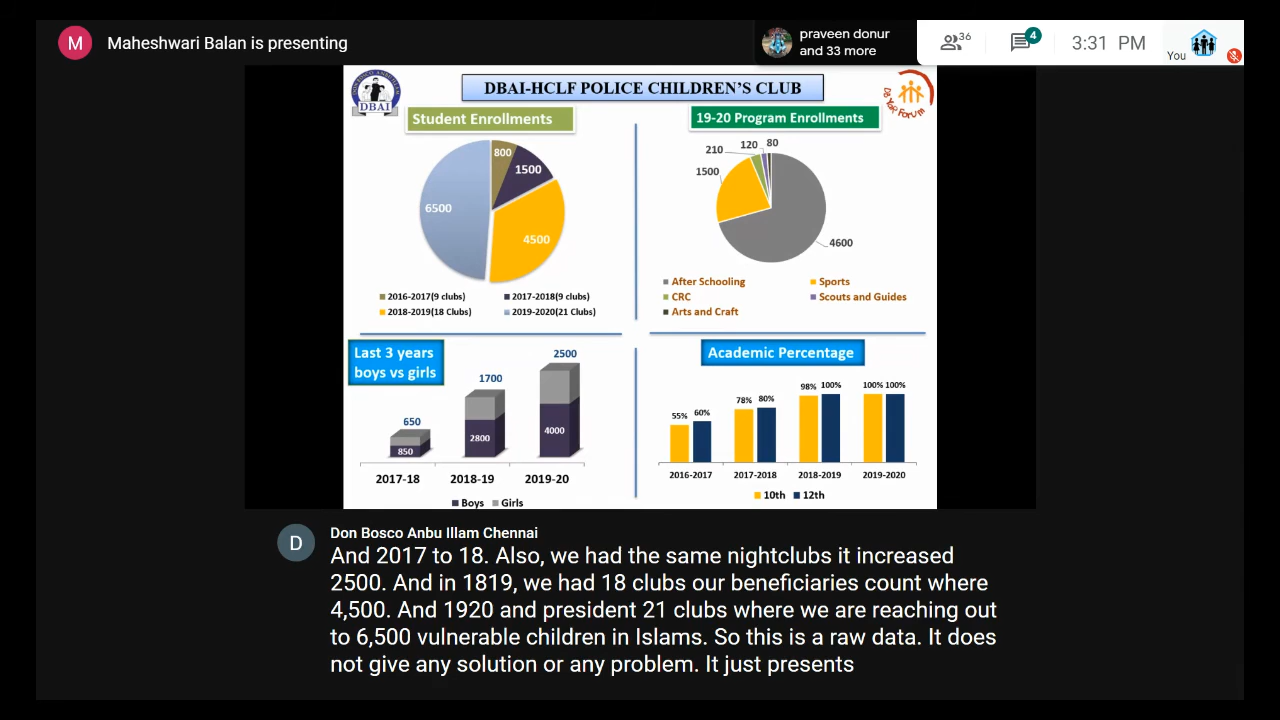 M
Maheshwari Balan is presenting
praveen donur
and 33 more
36
4
3:31 PM
You
DBAI
DBAI-HCLF POLICE CHILDREN'S CLUB
DB YaR Forum
Student Enrollments
800
1500
6500
4500
2016-2017(9 clubs)
2017-2018(9 clubs)
2018-2019(18 Clubs)
2019-2020(21 Clubs)
19-20 Program Enrollments
210
120
80
1500
4600
After Schooling
Sports
CRC
Scouts and Guides
Arts and Craft
Last 3 years
boys vs girls
2500
1700
650
4000
2800
850
2017-18
2018-19
2019-20
Boys
Girls
Academic Percentage
55%
60%
78%
80%
98%
100%
100%
100%
2016-2017
2017-2018
2018-2019
2019-2020
10th
12th
D
Don Bosco Anbu Illam Chennai
And 2017 to 18. Also, we had the same nightclubs it increased
2500. And in 1819, we had 18 clubs our beneficiaries count where
4,500. And 1920 and president 21 clubs where we are reaching out
to 6,500 vulnerable children in Islams. So this is a raw data. It does
not give any solution or any problem. It just presents